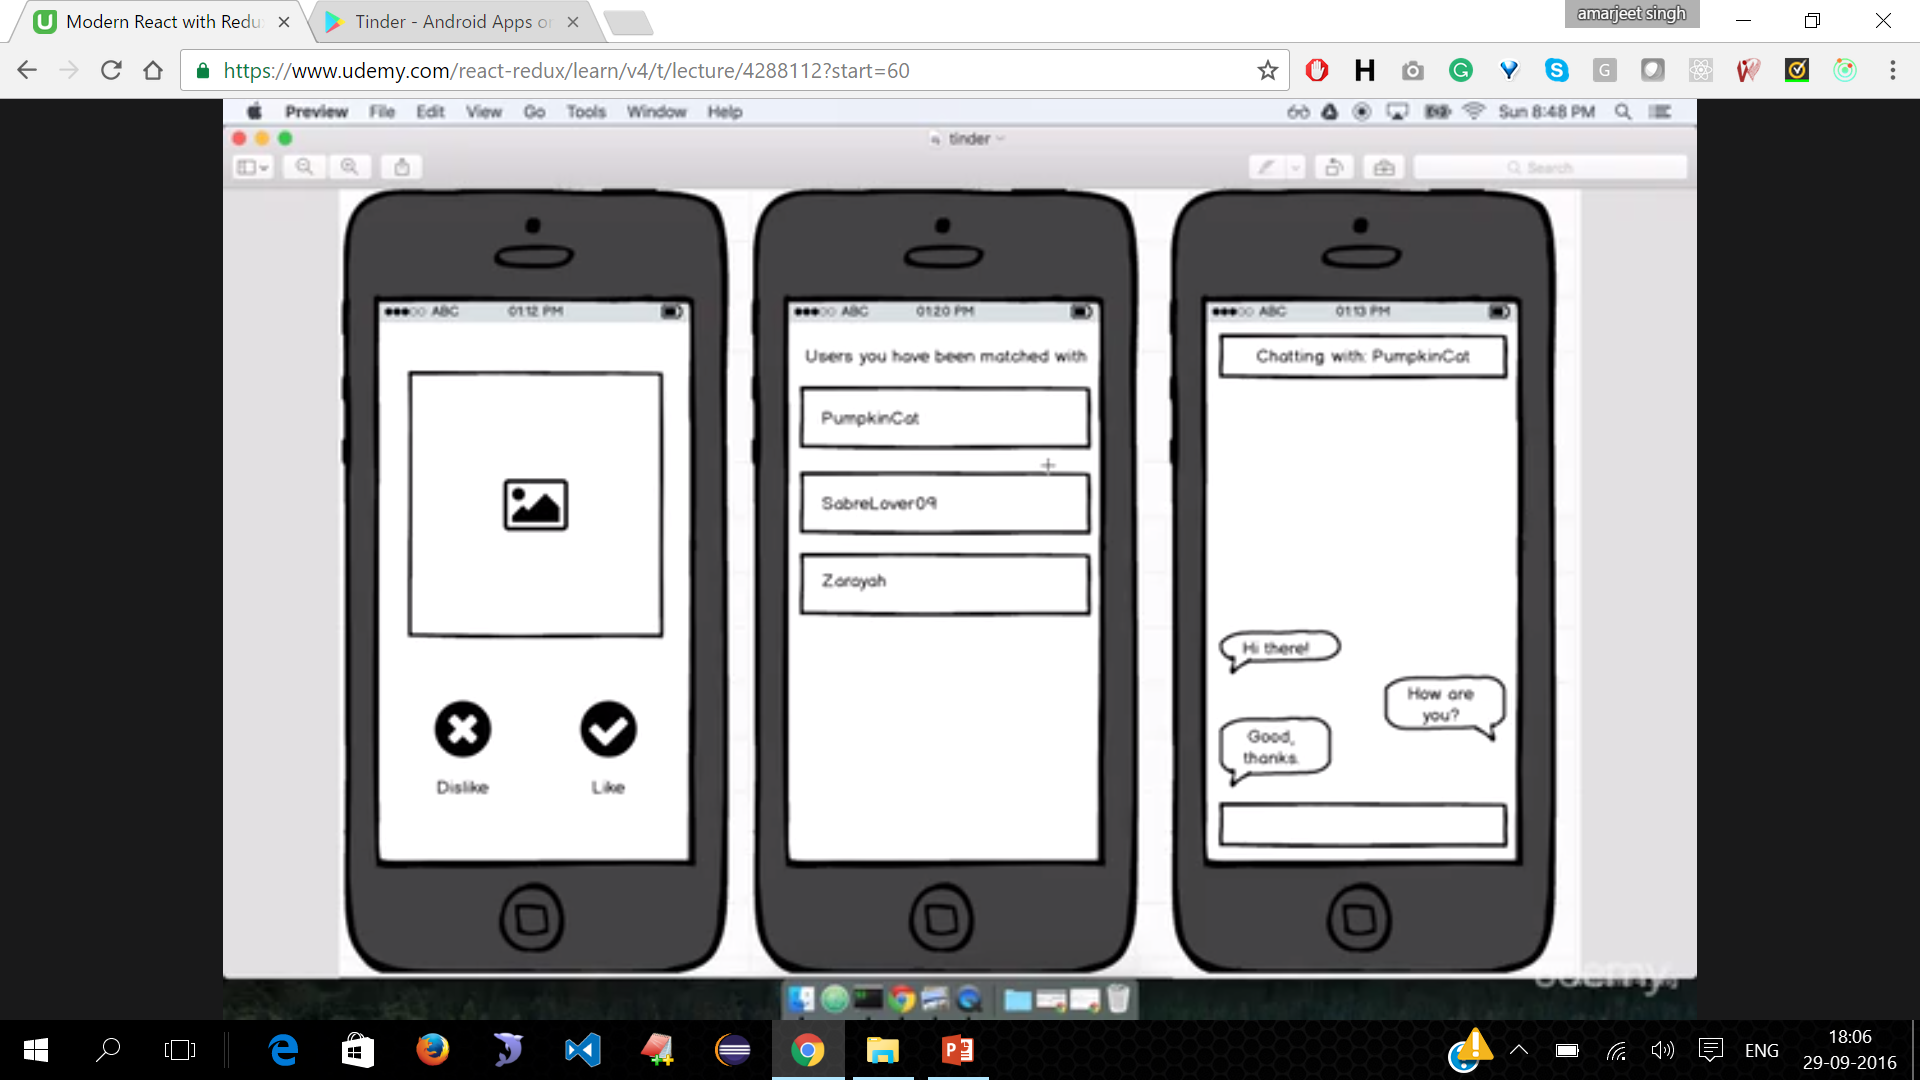 Modern React with Redu
Tinder - Android Apps or
amarjeet singh
https://www.udemy.com/react-redux/learn/v4/t/lecture/4288112?start=60
Preview File Edit View Go Tools Window Help
Sun 8:48 PM
tinder
Search
ABC 01:12 PM
Dislike
Like
ABC 01:20 PM
Users you have been matched with
PumpkinCat
SabreLover09
Zarayah
ABC 01:13 PM
Chatting with: PumpkinCat
Hi there!
How are
you?
Good,
thanks.
udemy
ENG
18:06
29-09-2016